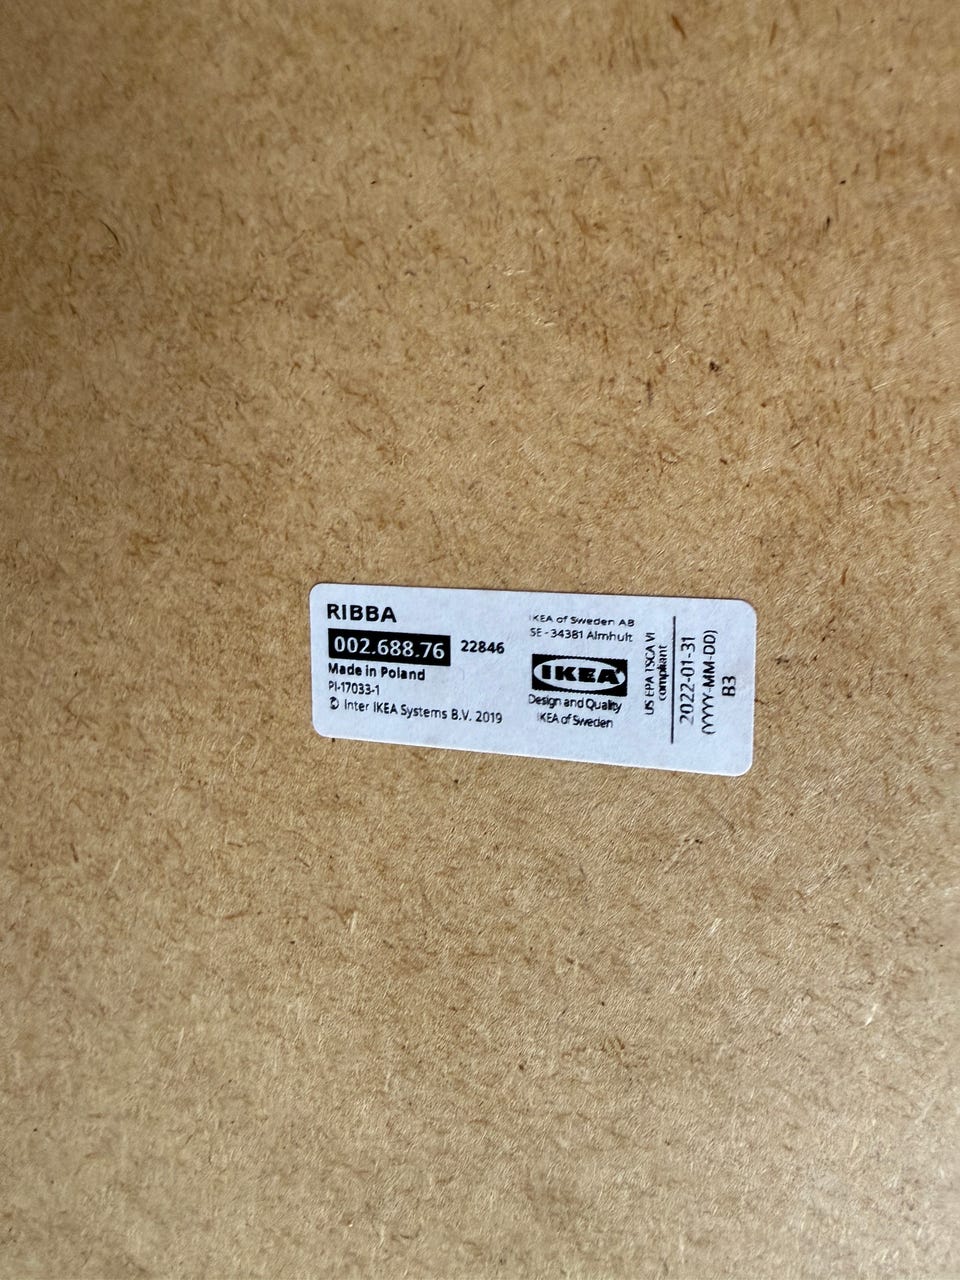 RIBBA
002.688.76 22846
Made in Poland
PI-17033-1
© Inter IKEA Systems B.V. 2019
IKEA of Sweden AB
SE - 34381 Älmhult
IKEA
Design and Quality
IKEA of Sweden
US EPA TSCA VI
compliant
2022-01-31
(YYYY-MM-DD)
B3